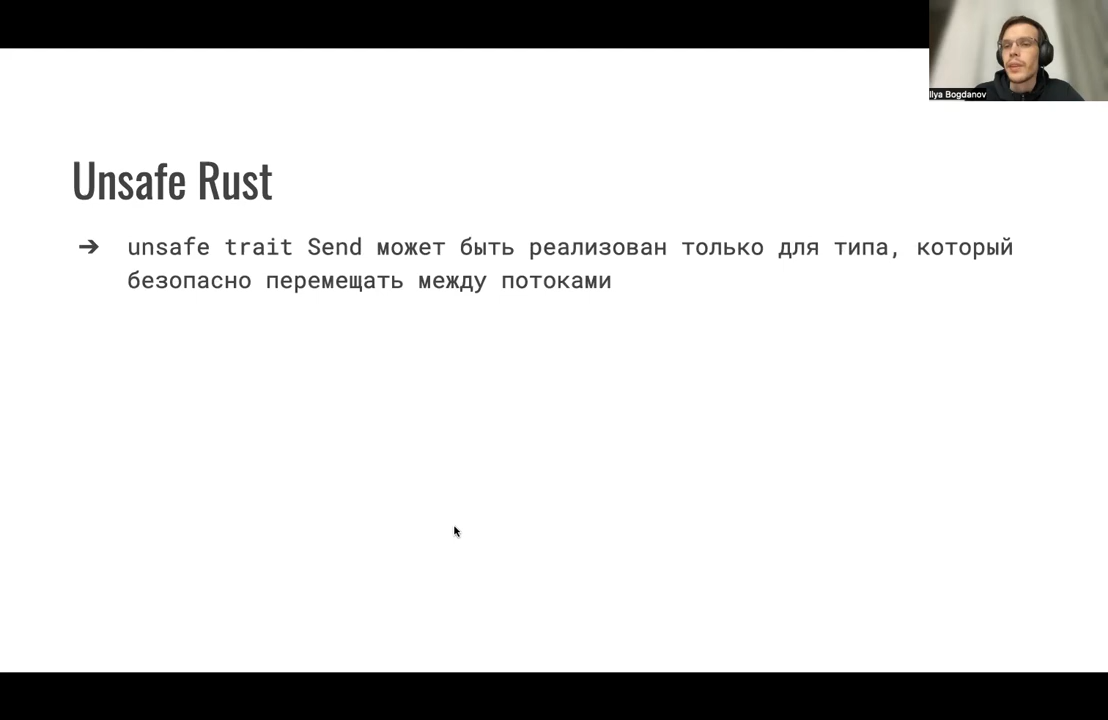 Ilya Bogdanov
Unsafe Rust
➔ unsafe trait Send может быть реализован только для типа, который
безопасно перемещать между потоками